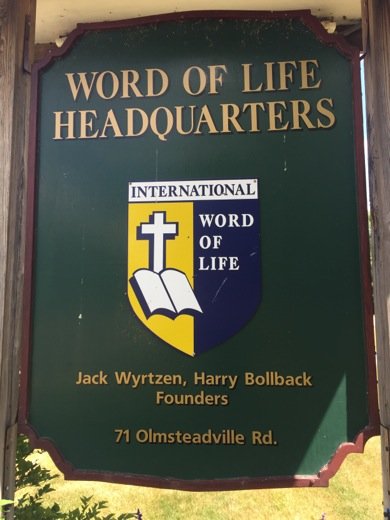 WORD OF LIFE
HEADQUARTERS
INTERNATIONAL
WORD
OF
LIFE
Jack Wyrtzen, Harry Bollback
Founders
71 Olmsteadville Rd.